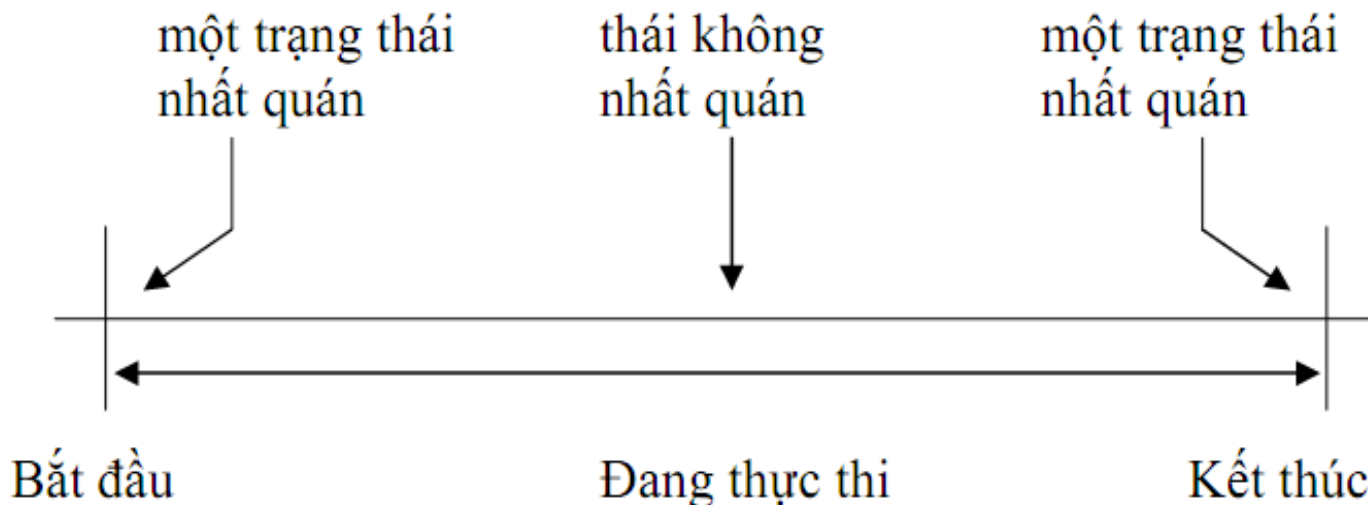 một trạng thái
nhất quán
thái không
nhất quán
một trạng thái
nhất quán
Bắt đầu
Đang thực thi
Kết thúc